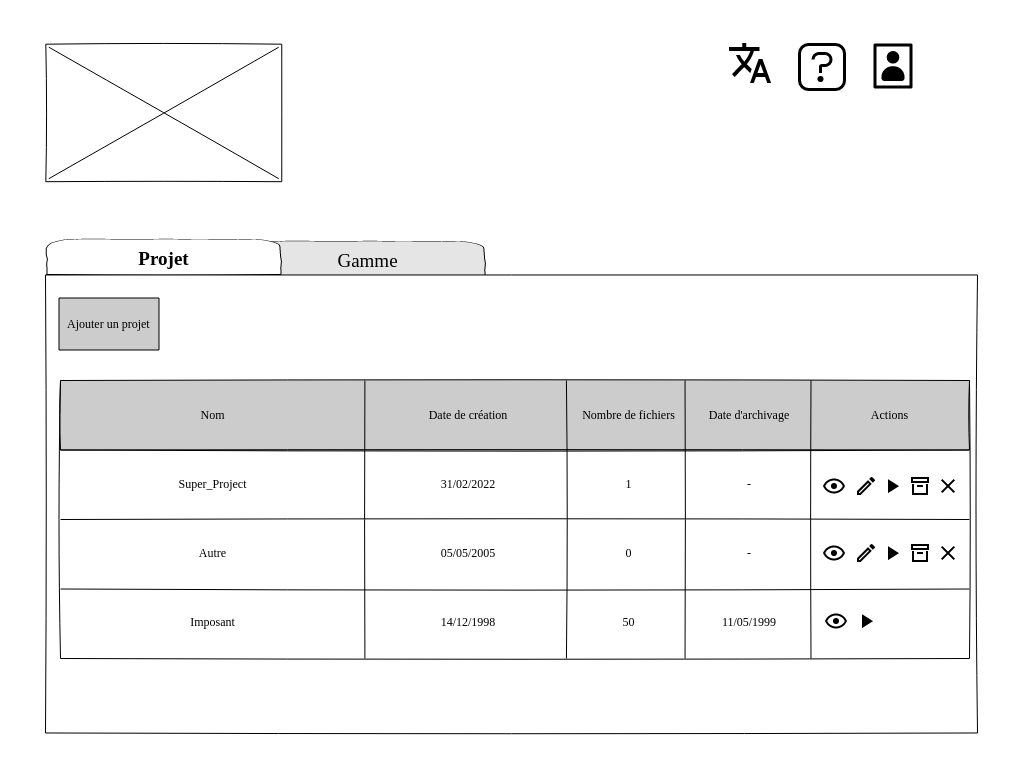 Projet
Gamme
Ajouter un projet
Nom Date de création Nombre de fichiers Date d'archivage Actions
Super_Project 31/02/2022 1 -
Autre 05/05/2005 0 -
Imposant 14/12/1998 50 11/05/1999